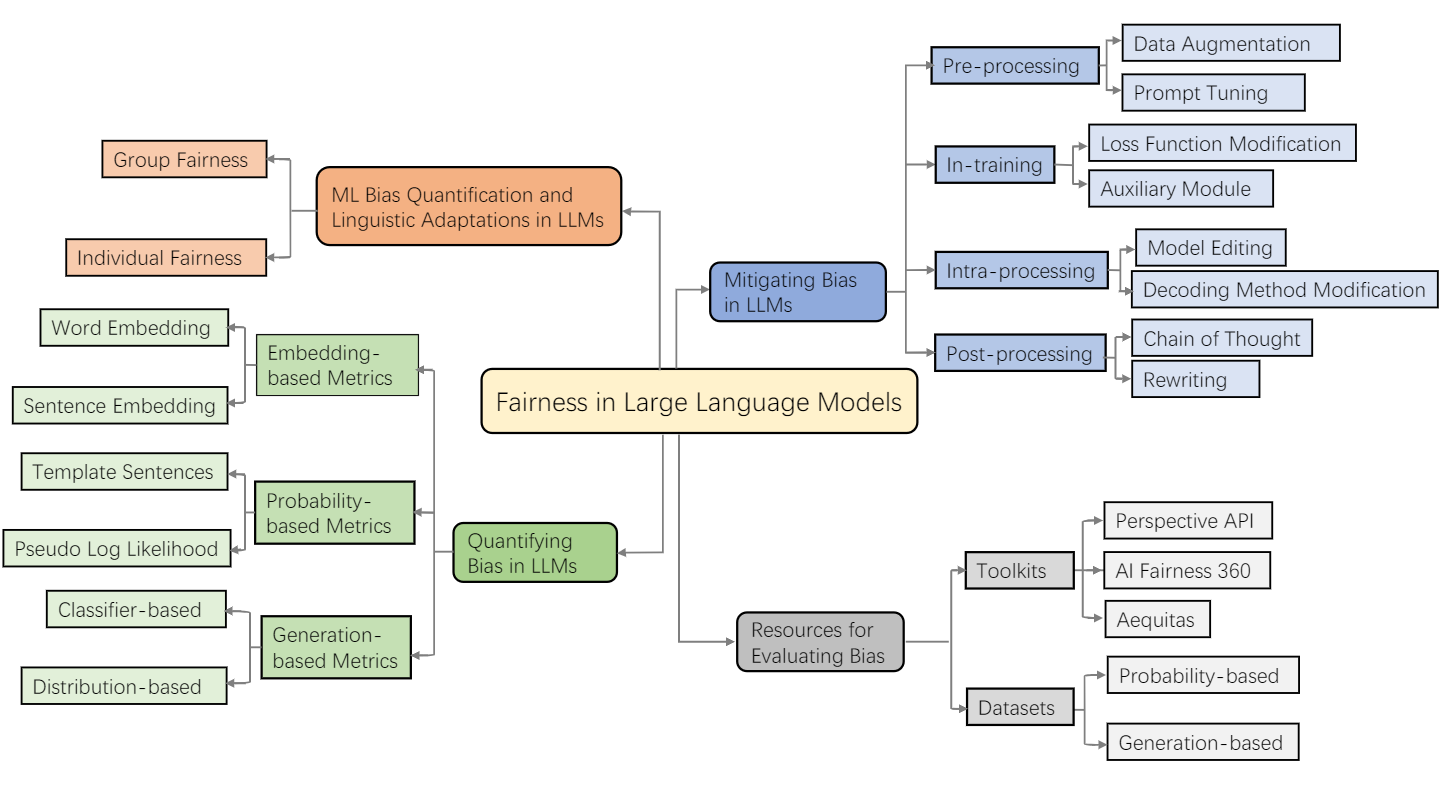 Fairness in Large Language Models
ML Bias Quantification and
Linguistic Adaptations in LLMs
Group Fairness
Individual Fairness
Quantifying
Bias in LLMs
Embedding-
based Metrics
Word Embedding
Sentence Embedding
Probability-
based Metrics
Template Sentences
Pseudo Log Likelihood
Generation-
based Metrics
Classifier-based
Distribution-based
Mitigating Bias
in LLMs
Pre-processing
Data Augmentation
Prompt Tuning
In-training
Loss Function Modification
Auxiliary Module
Intra-processing
Model Editing
Decoding Method Modification
Post-processing
Chain of Thought
Rewriting
Resources for
Evaluating Bias
Toolkits
Perspective API
AI Fairness 360
Aequitas
Datasets
Probability-based
Generation-based